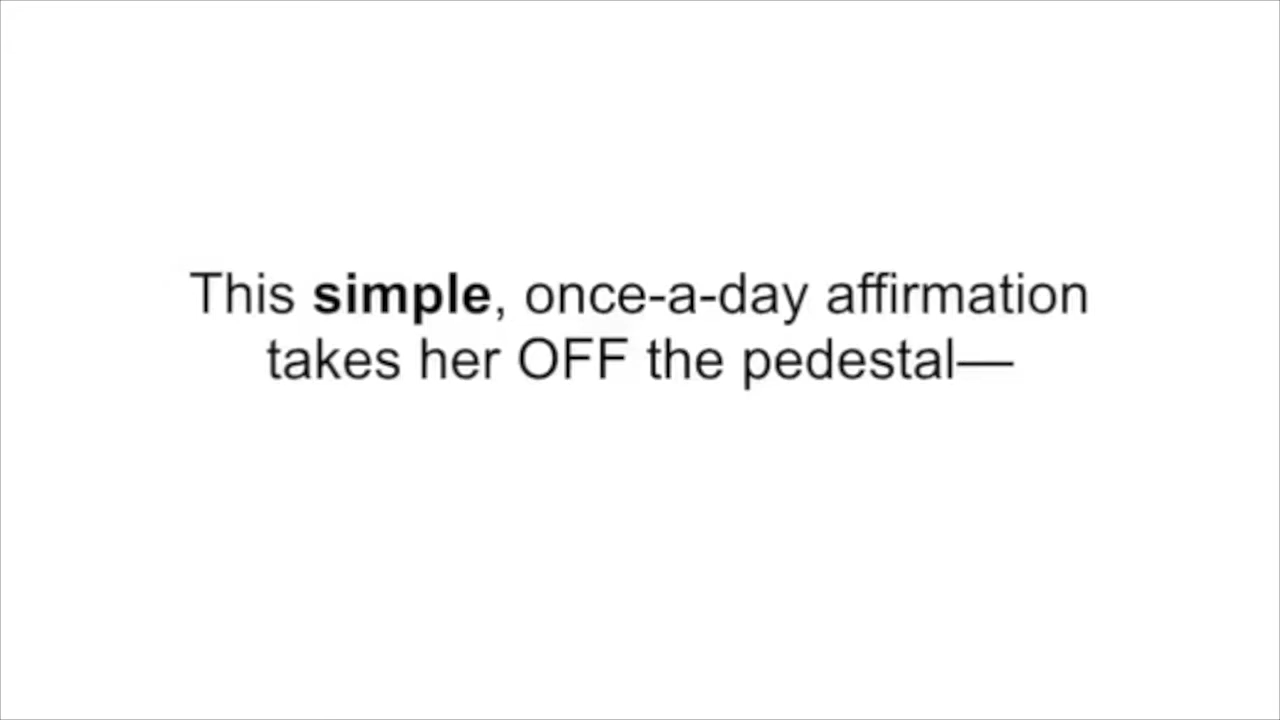 This simple, once-a-day affirmation
takes her OFF the pedestal—